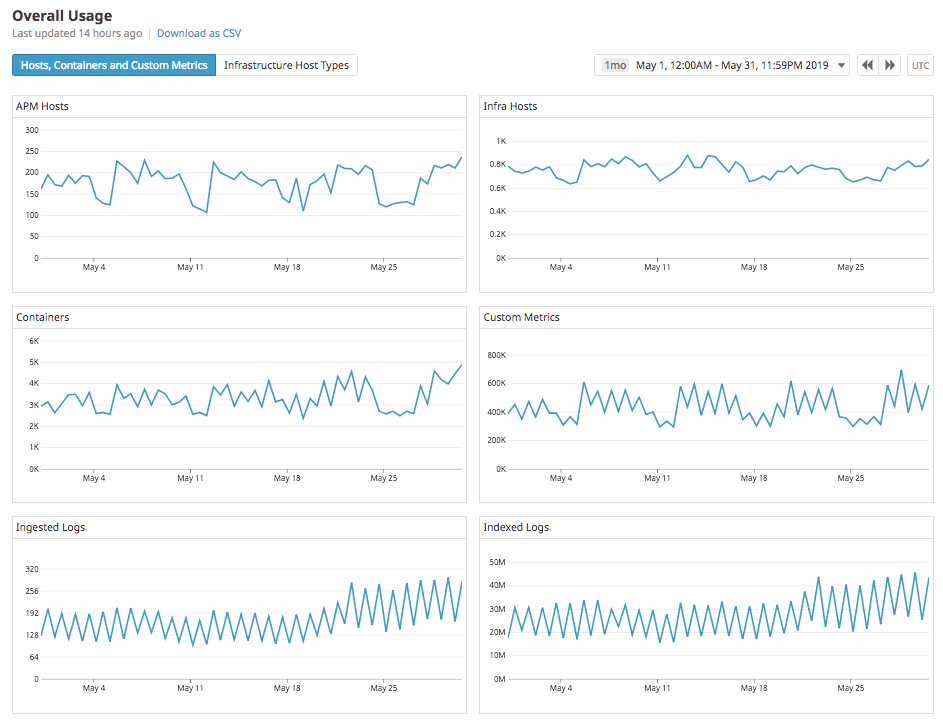 Overall Usage
Last updated 14 hours ago | Download as CSV
Hosts, Containers and Custom Metrics Infrastructure Host Types
1mo May 1, 12:00AM - May 31, 11:59PM 2019 UTC
APM Hosts
300
250
200
150
100
50
0
May 4 May 11 May 18 May 25
Infra Hosts
1K
0.8K
0.6K
0.4K
0.2K
0K
May 4 May 11 May 18 May 25
Containers
6K
5K
4K
3K
2K
1K
0K
May 4 May 11 May 18 May 25
Custom Metrics
800K
600K
400K
200K
0K
May 4 May 11 May 18 May 25
Ingested Logs
320
256
192
128
64
0
May 4 May 11 May 18 May 25
Indexed Logs
50M
40M
30M
20M
10M
0M
May 4 May 11 May 18 May 25